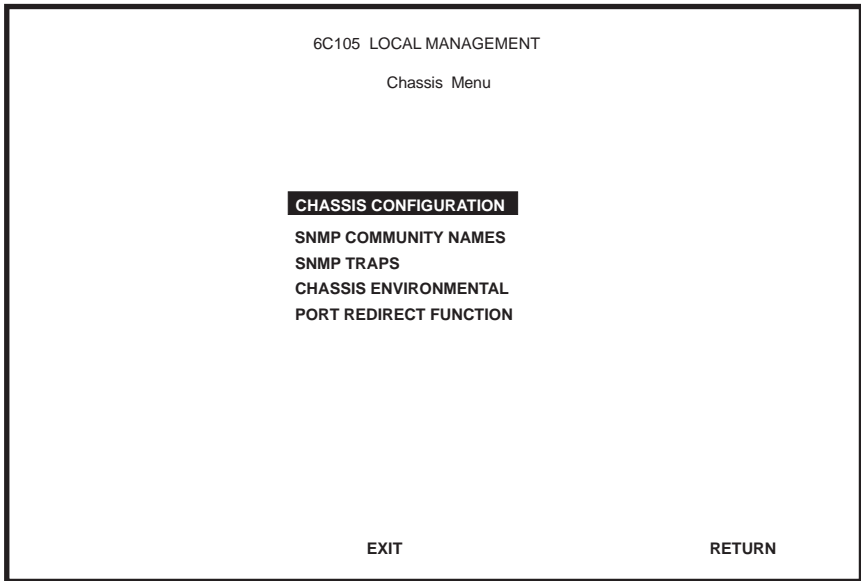 6C105 LOCAL MANAGEMENT
Chassis Menu
CHASSIS CONFIGURATION
SNMP COMMUNITY NAMES
SNMP TRAPS
CHASSIS ENVIRONMENTAL
PORT REDIRECT FUNCTION
EXIT RETURN